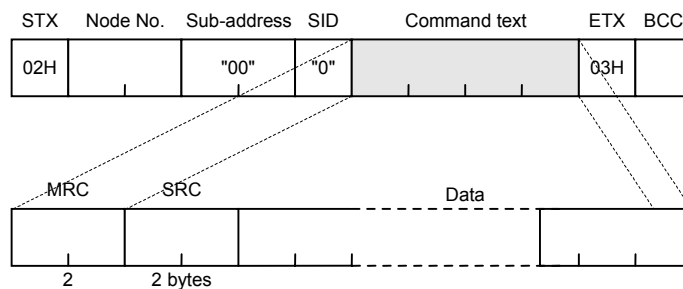 STX Node No. Sub-address SID Command text ETX BCC
02H "00" "0" 03H
MRC SRC Data
2 2 bytes